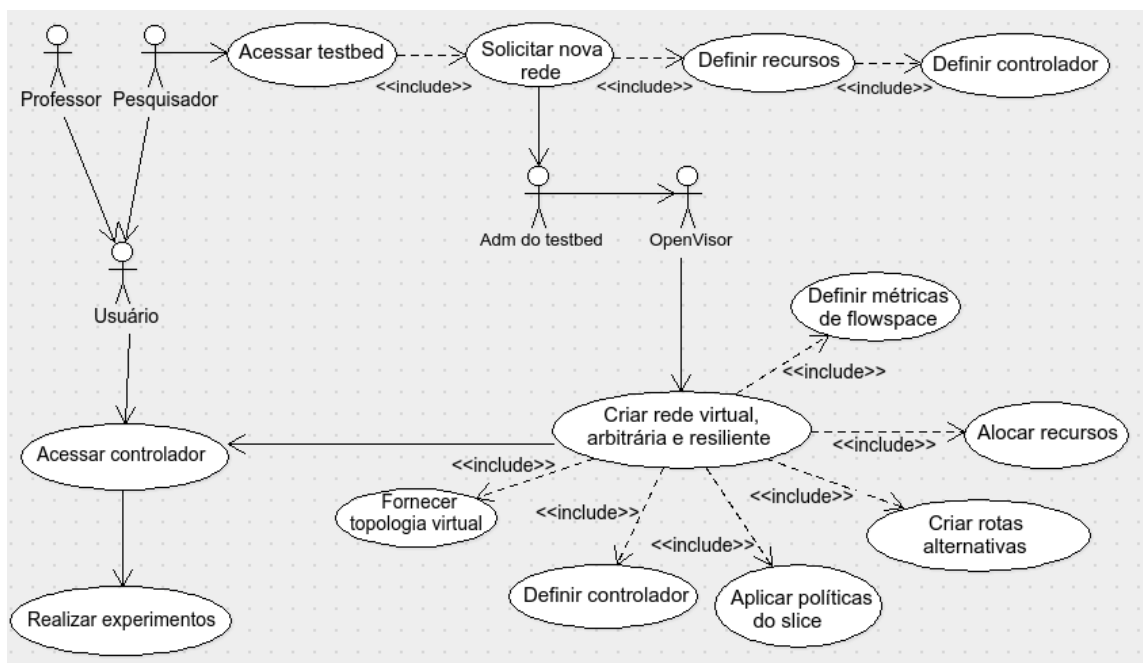 Acessar testbed
Solicitar nova
rede
Definir recursos
Definir controlador
<<include>>
<<include>>
<<include>>
Professor
Pesquisador
Adm do testbed
OpenVisor
Usuário
Definir métricas
de flowspace
<<include>>
Criar rede virtual,
arbitrária e resiliente
Alocar recursos
<<include>>
Acessar controlador
<<include>>
Fornecer
topologia virtual
<<include>>
<<include>>
<<include>>
Criar rotas
alternativas
Definir controlador
Aplicar políticas
do slice
Realizar experimentos